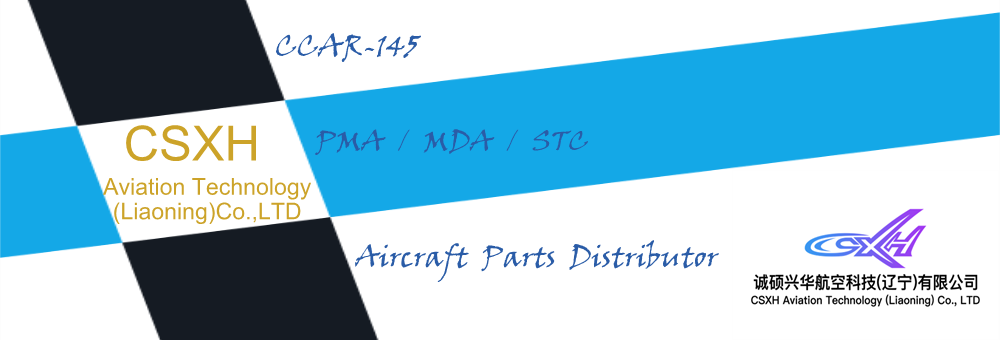 CCAR-145
CSXH
Aviation Technology
(Liaoning)Co.,LTD
PMA / MDA / STC
Aircraft Parts Distributor
CSXH
诚硕兴华航空科技(辽宁)有限公司
CSXH Aviation Technology (Liaoning) Co., LTD